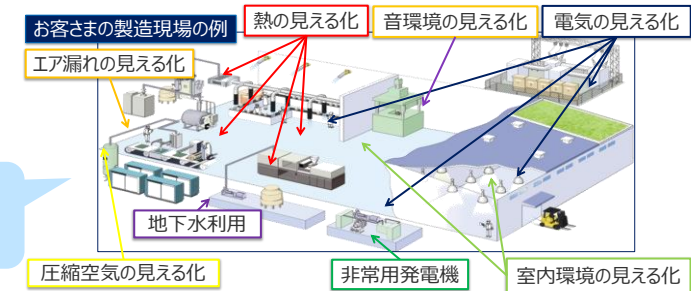 お客さまの製造現場の例
熱の見える化
音環境の見える化
電気の見える化
エア漏れの見える化
地下水利用
圧縮空気の見える化
非常用発電機
室内環境の見える化